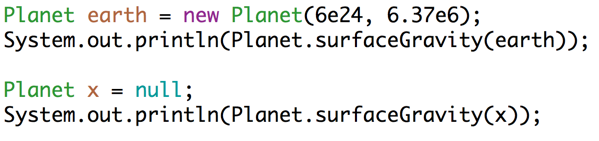 Planet earth = new Planet(6e24, 6.37e6);
System.out.println(Planet.surfaceGravity(earth));
Planet x = null;
System.out.println(Planet.surfaceGravity(x));